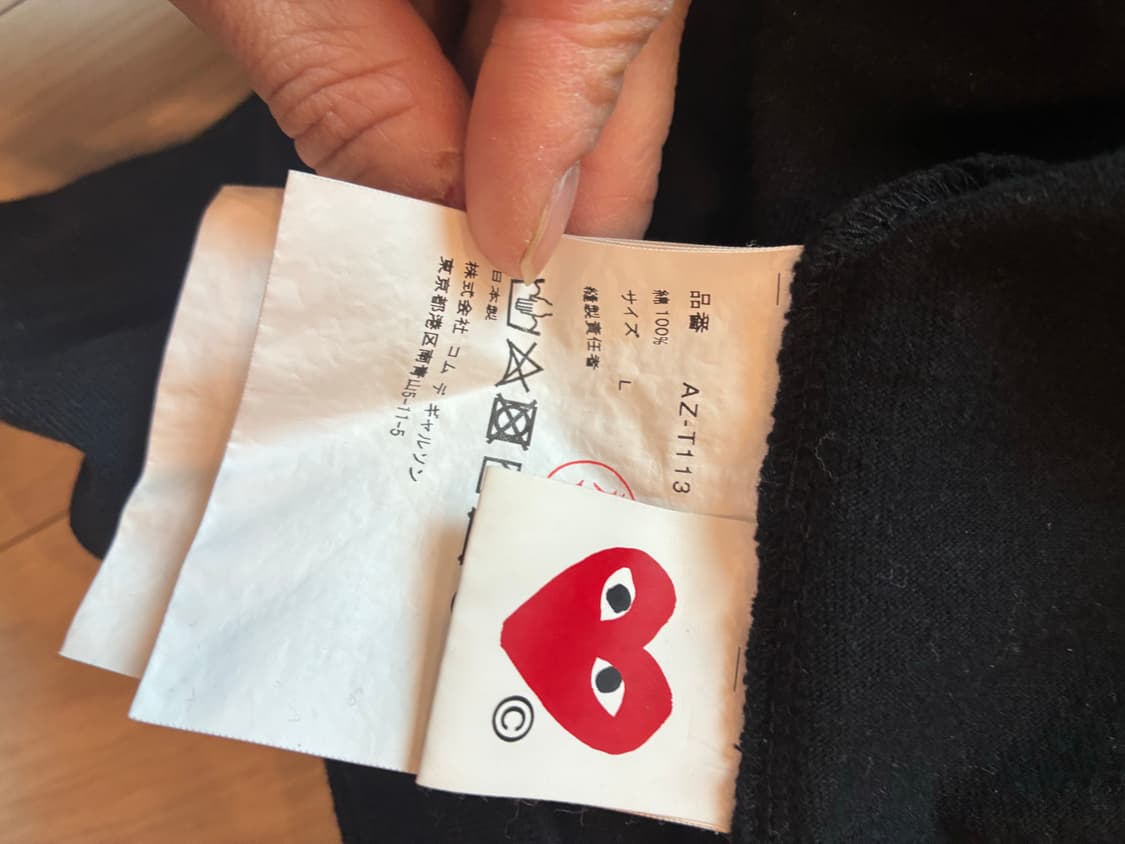 品番 AZ-T113
綿 100%
サイズ L
縫製責任者
日本製
株式会社 コム デ ギャルソン
東京都港区南青山5-11-5
©